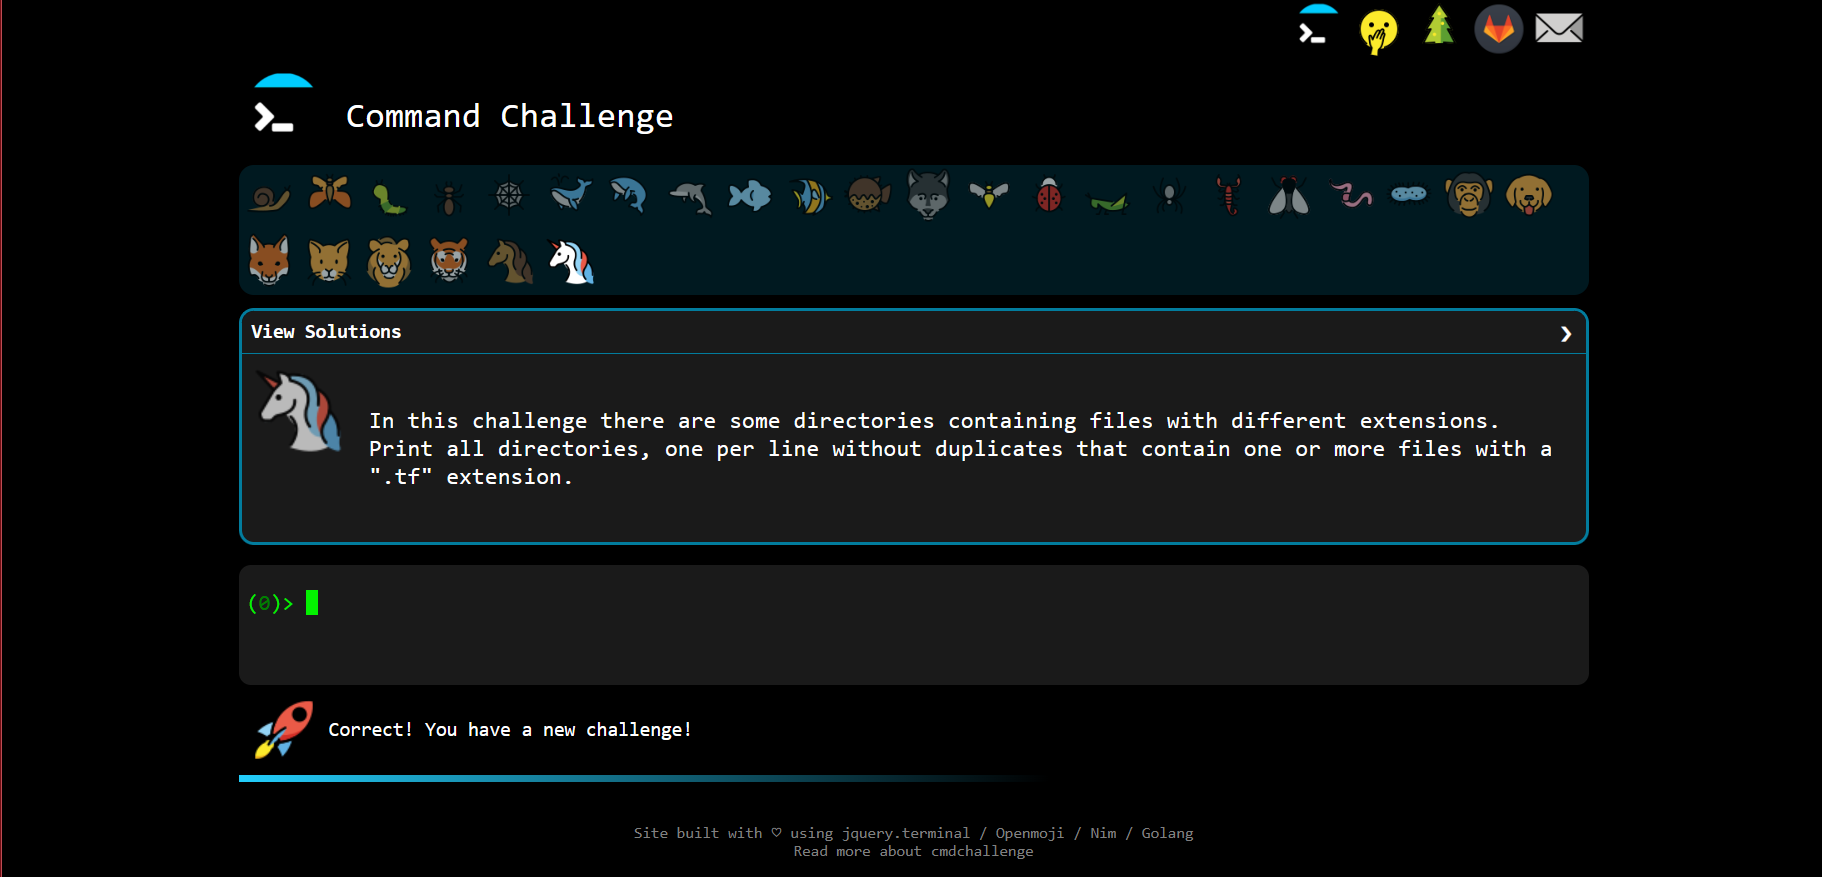 Command Challenge
View Solutions
In this challenge there are some directories containing files with different extensions.
Print all directories, one per line without duplicates that contain one or more files with a
".tf" extension.
(0)>
Correct! You have a new challenge!
Site built with ♡ using jquery.terminal / Openmoji / Nim / Golang
Read more about cmdchallenge